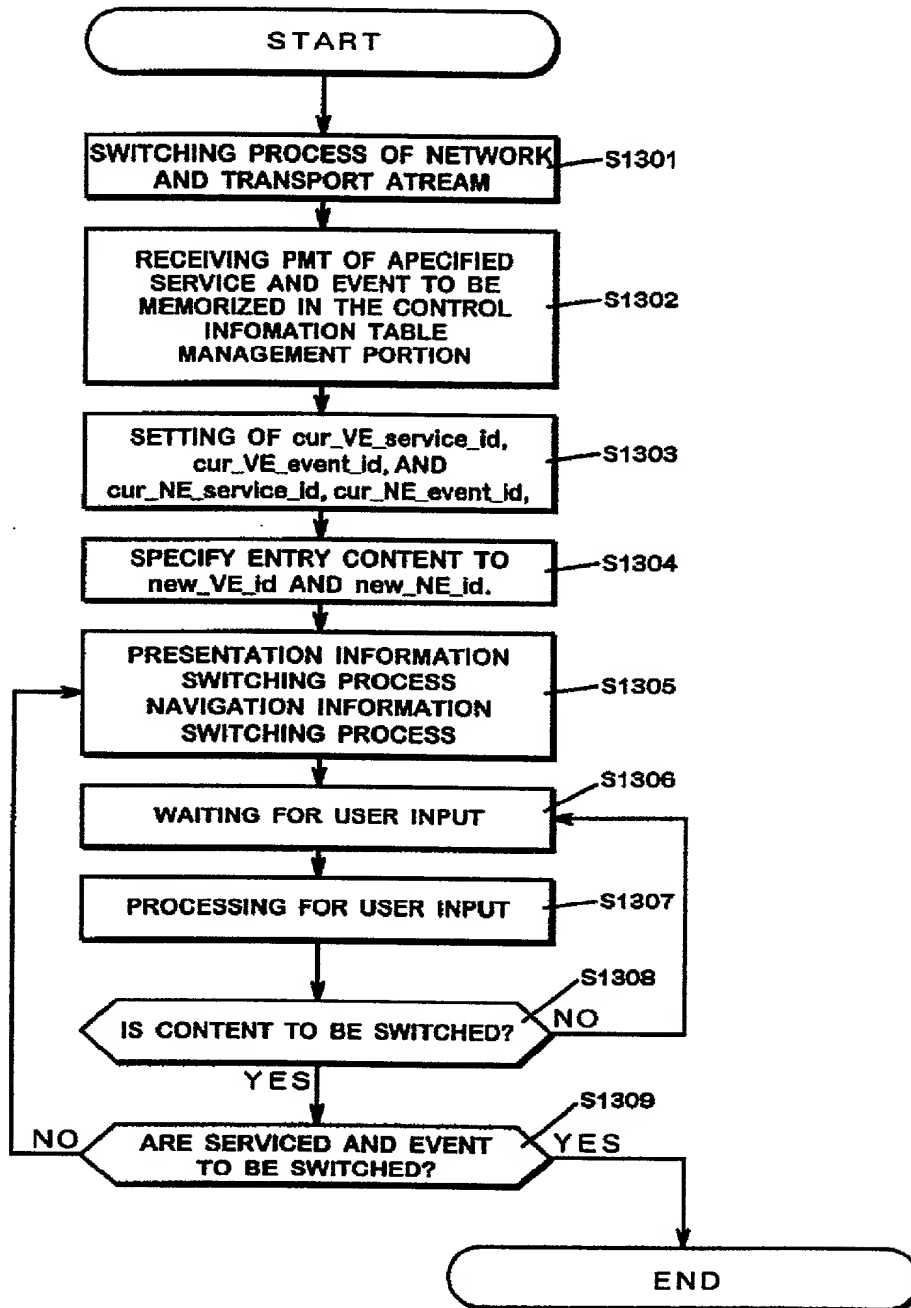 START
SWITCHING PROCESS OF NETWORK
AND TRANSPORT ATREAM
S1301
RECEIVING PMT OF APECIFIED
SERVICE AND EVENT TO BE
MEMORIZED IN THE CONTROL
INFOMATION TABLE
MANAGEMENT PORTION
S1302
SETTING OF cur_VE_service_id,
cur_VE_event_id, AND
cur_NE_service_id, cur_NE_event_id,
S1303
SPECIFY ENTRY CONTENT TO
new_VE_id AND new_NE_id.
S1304
PRESENTATION INFORMATION
SWITCHING PROCESS
NAVIGATION INFORMATION
SWITCHING PROCESS
S1305
S1306
WAITING FOR USER INPUT
PROCESSING FOR USER INPUT
S1307
S1308
IS CONTENT TO BE SWITCHED?
NO
YES
S1309
NO
ARE SERVICED AND EVENT
TO BE SWITCHED?
YES
END